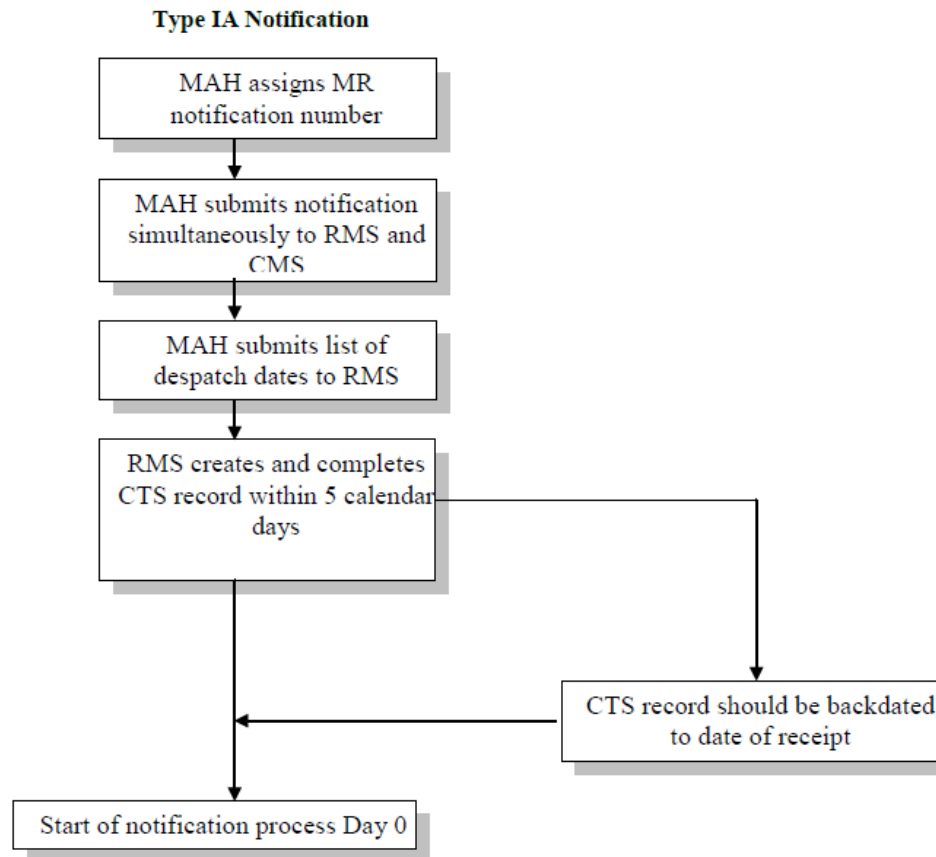 Type IA Notification
MAH assigns MR
notification number
MAH submits notification
simultaneously to RMS and
CMS
MAH submits list of
despatch dates to RMS
RMS creates and completes
CTS record within 5 calendar
days
CTS record should be backdated
to date of receipt
Start of notification process Day 0